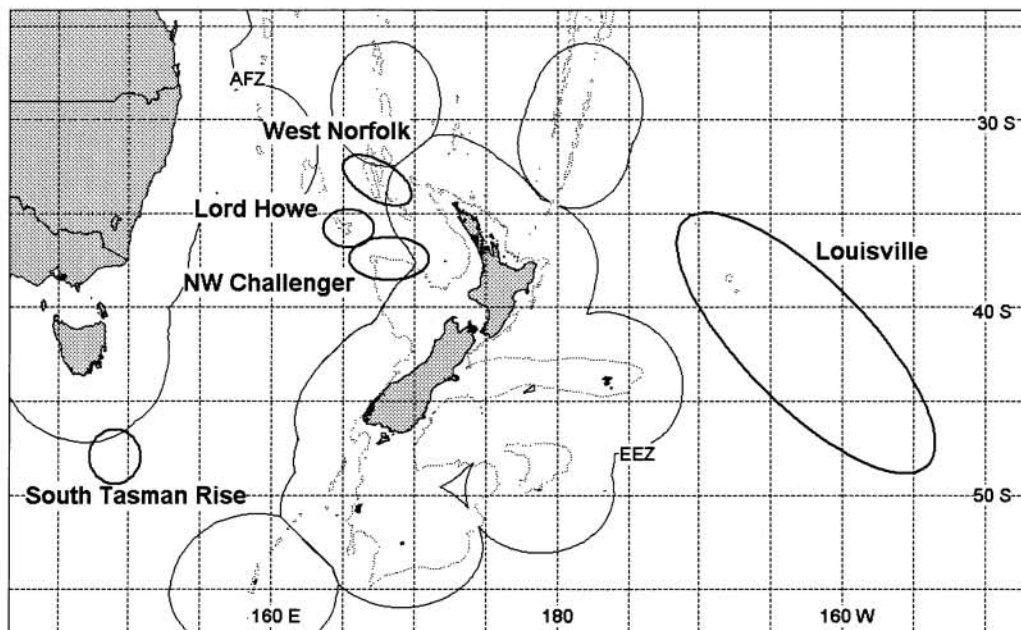 AFZ
West Norfolk
30 S
Lord Howe
Louisville
NW Challenger
40 S
EEZ
South Tasman Rise
50 S
160 E
180
160 W